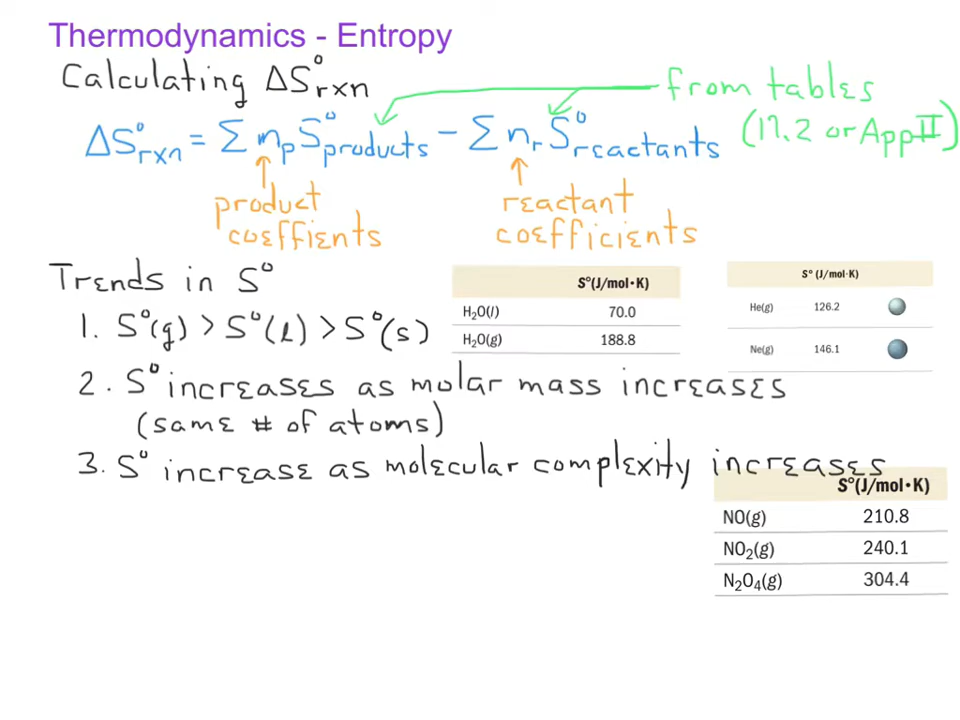 Thermodynamics - Entropy
Calculating ΔS°rxn
from tables
(17.2 or App II)
ΔS°rxn = Σ npS°products - Σ nrS°reactants
product coeffients
reactant coefficients
Trends in S°
1. S°(g) > S°(l) > S°(s)
S°(J/mol·K)
H₂O(l) 70.0
H₂O(g) 188.8
S° (J/mol·K)
He(g) 126.2
Ne(g) 146.1
2. S° increases as molar mass increases
(same # of atoms)
3. S° increase as molecular complexity increases
S°(J/mol·K)
NO(g) 210.8
NO₂(g) 240.1
N₂O₄(g) 304.4